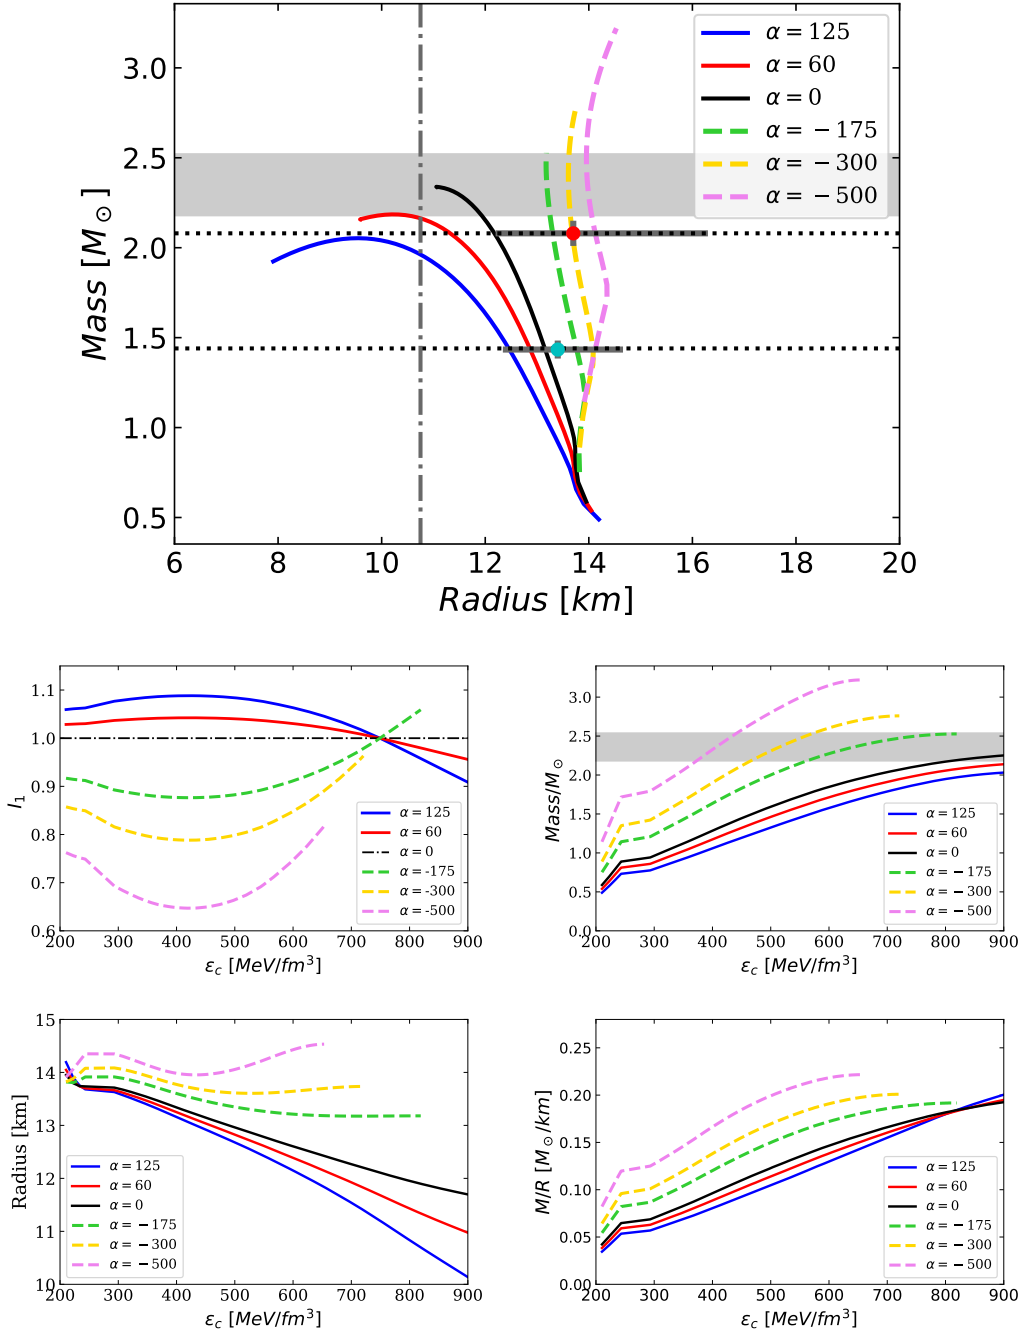 3.0
2.5
2.0
1.5
1.0
0.5
Mass [M⊙]
α = 125
α = 60
α = 0
α = −175
α = −300
α = −500
6 8 10 12 14 16 18 20
Radius [km]
1.1
1.0
0.9
0.8
0.7
0.6
I₁
α = 125
α = 60
α = 0
α = -175
α = -300
α = -500
200 300 400 500 600 700 800 900
ε_c [MeV/fm³]
3.0
2.5
2.0
1.5
1.0
0.5
0.0
Mass/M⊙
α = 125
α = 60
α = 0
α = −175
α = −300
α = −500
200 300 400 500 600 700 800 900
ε_c [MeV/fm³]
15
14
13
12
11
10
Radius [km]
α = 125
α = 60
α = 0
α = −175
α = −300
α = −500
200 300 400 500 600 700 800 900
ε_c [MeV/fm³]
0.25
0.20
0.15
0.10
0.05
0.00
M/R [M⊙/km]
α = 125
α = 60
α = 0
α = −175
α = −300
α = −500
200 300 400 500 600 700 800 900
ε_c [MeV/fm³]